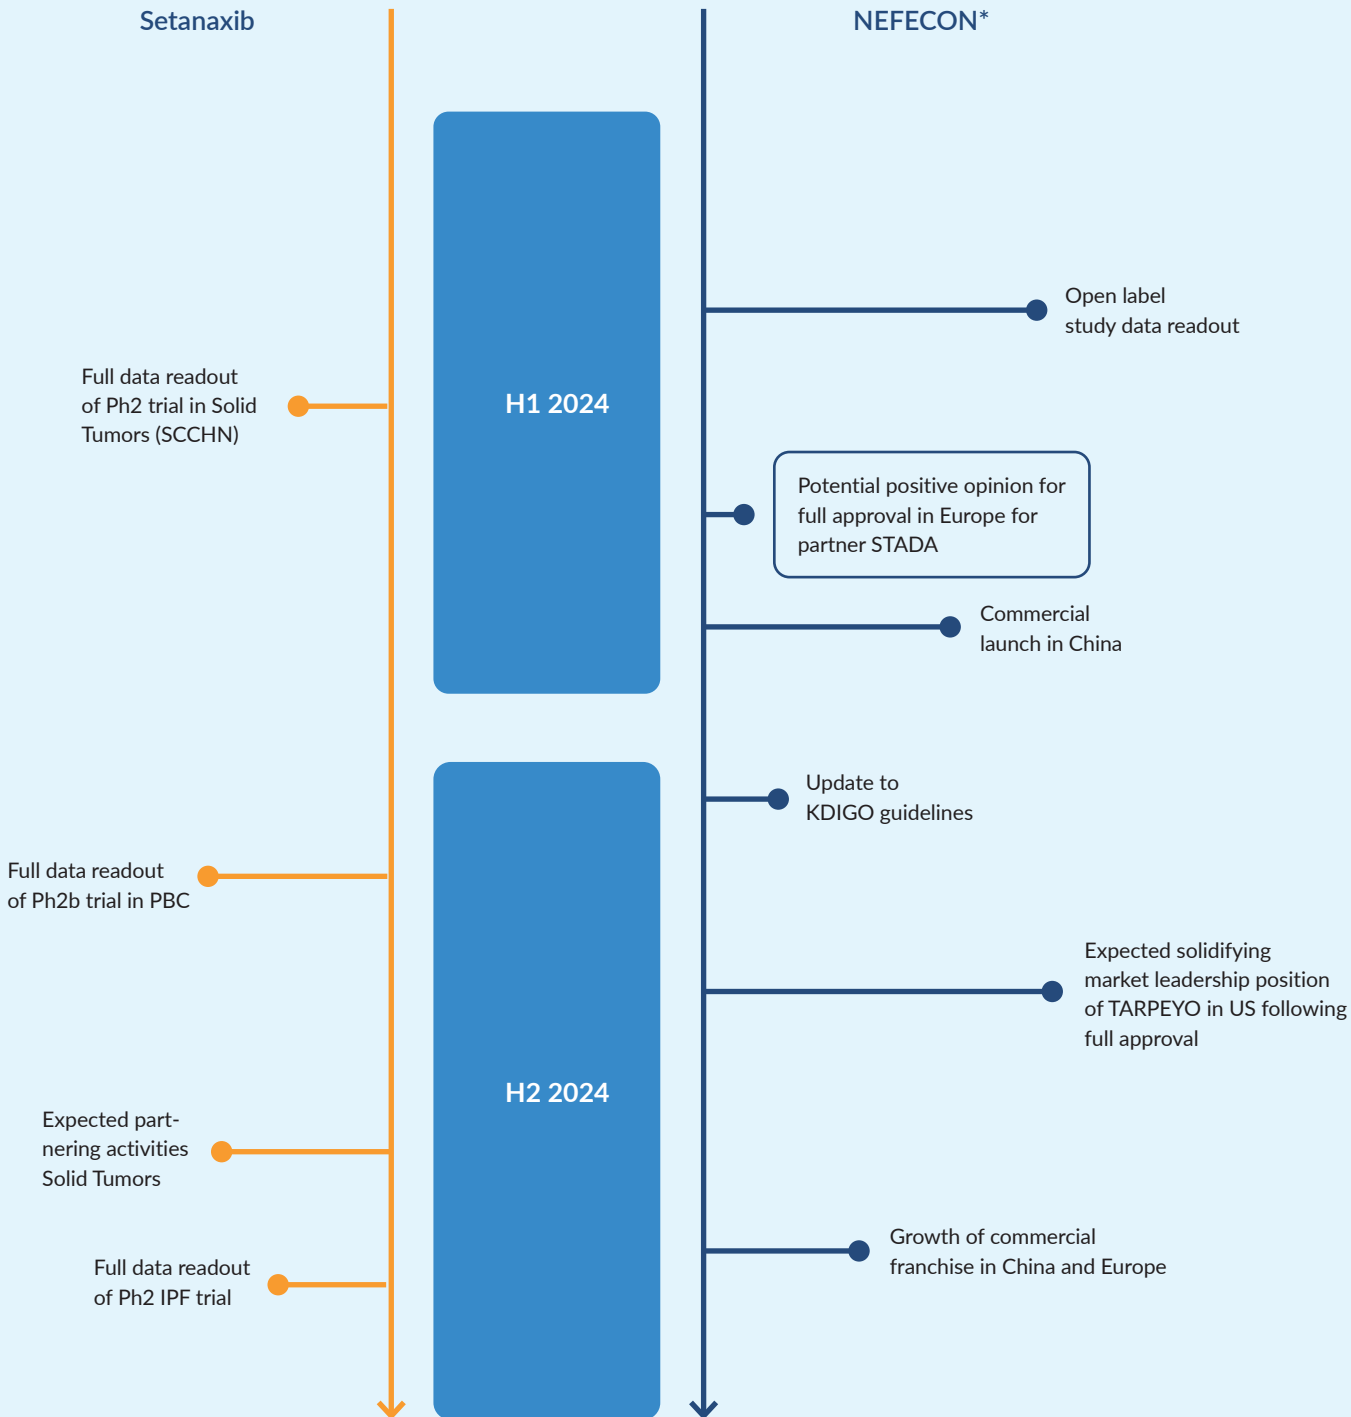 Setanaxib
NEFECON*
H1 2024
Open label
study data readout
Full data readout
of Ph2 trial in Solid
Tumors (SCCHN)
Potential positive opinion for
full approval in Europe for
partner STADA
Commercial
launch in China
H2 2024
Update to
KDIGO guidelines
Full data readout
of Ph2b trial in PBC
Expected solidifying
market leadership position
of TARPEYO in US following
full approval
Expected part-
nering activities
Solid Tumors
Growth of commercial
franchise in China and Europe
Full data readout
of Ph2 IPF trial